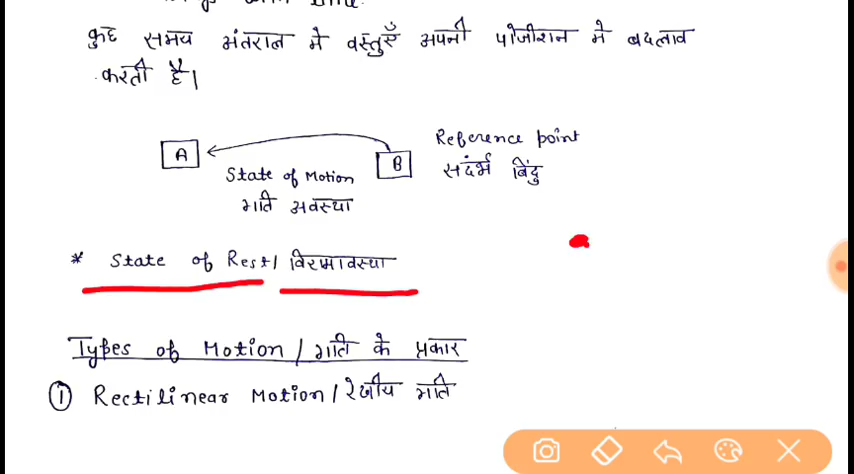 कुछ समय अंतराल में वस्तुएँ अपनी पोजीशन में बदलाव
करती है।
A
B
Reference point
संदर्भ बिंदु
State of Motion
गति अवस्था
* State of Rest/ विरामावस्था
Types of Motion / गति के प्रकार
① Rectilinear Motion / रेखीय गति